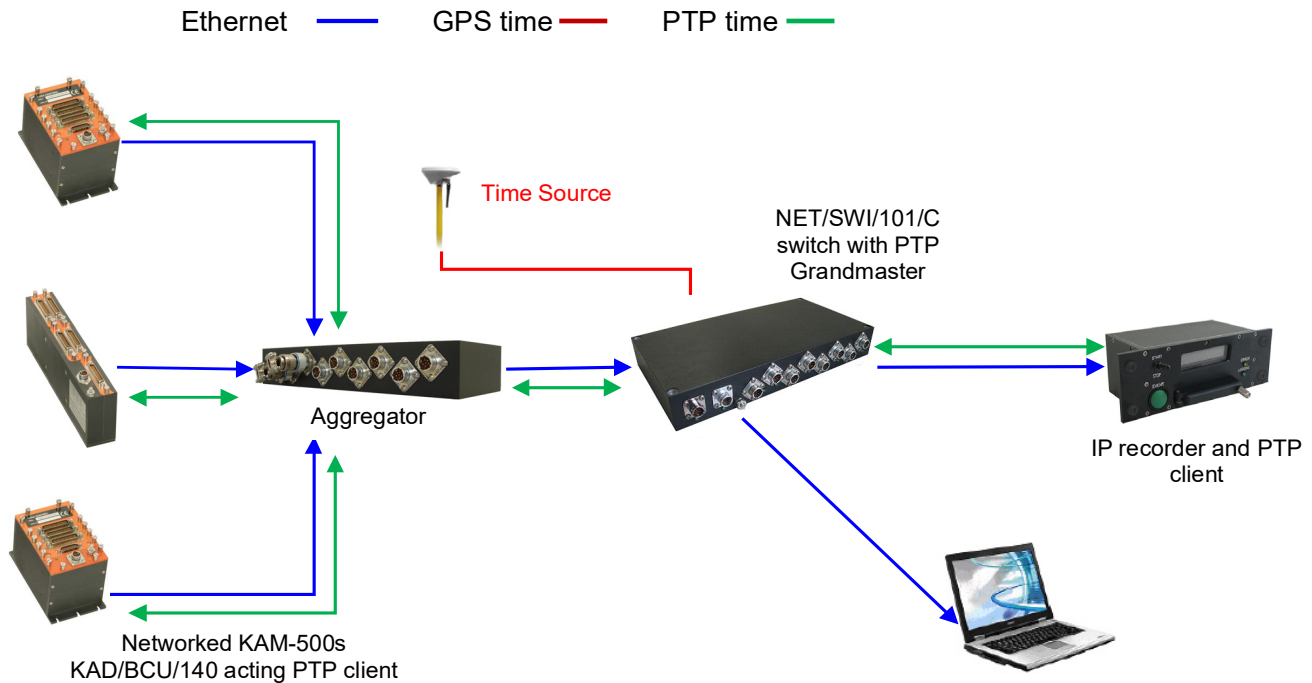 Ethernet GPS time PTP time
Time Source
NET/SWI/101/C
switch with PTP
Grandmaster
Aggregator
IP recorder and PTP
client
Networked KAM-500s
KAD/BCU/140 acting PTP client